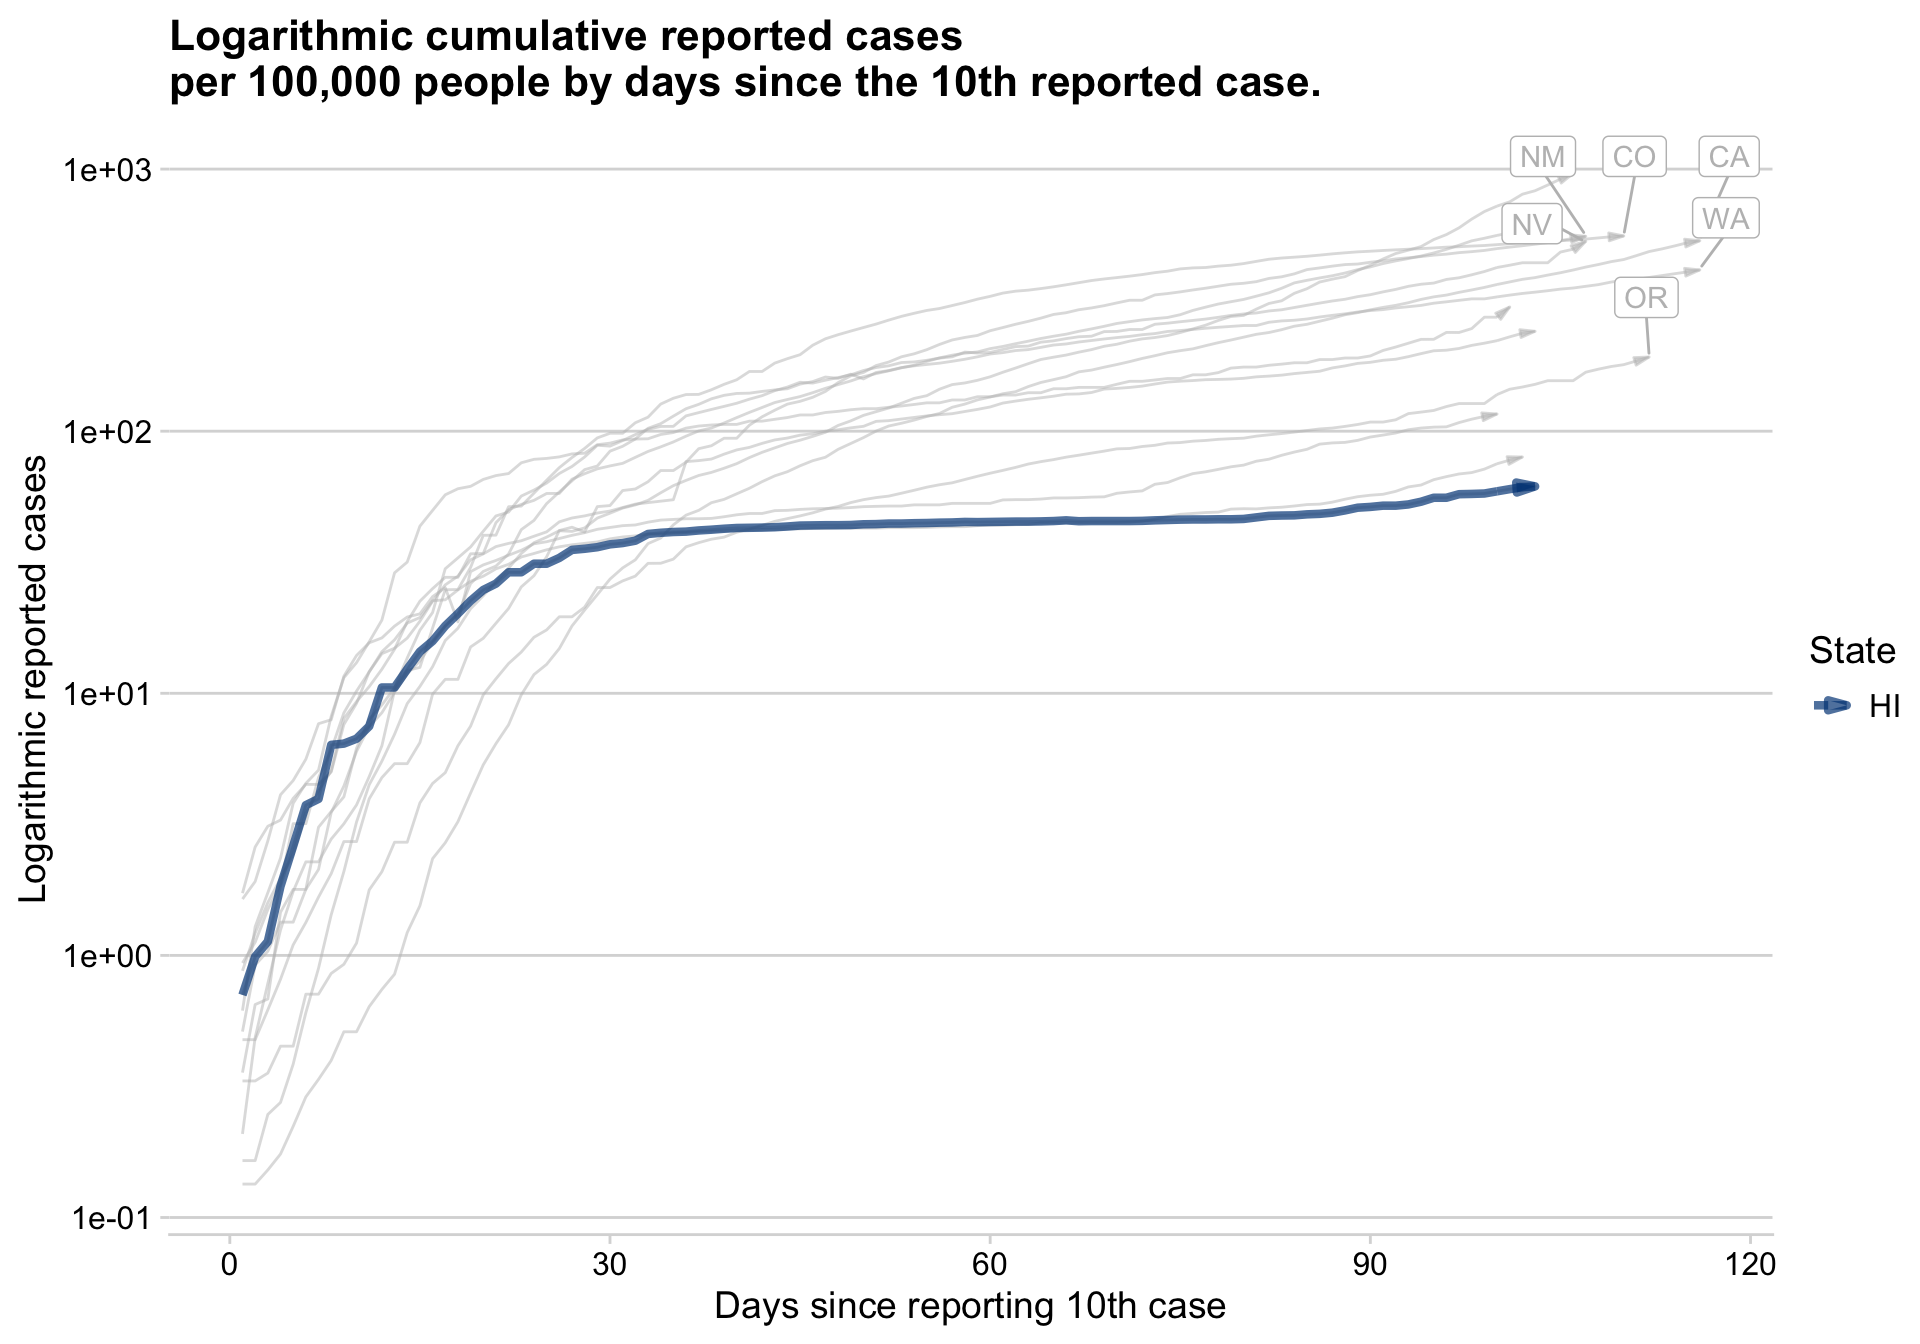 Logarithmic cumulative reported cases
per 100,000 people by days since the 10th reported case.
1e+03
1e+02
1e+01
1e+00
1e-01
Logarithmic reported cases
NM
CO
CA
NV
WA
OR
State
HI
0
30
60
90
120
Days since reporting 10th case